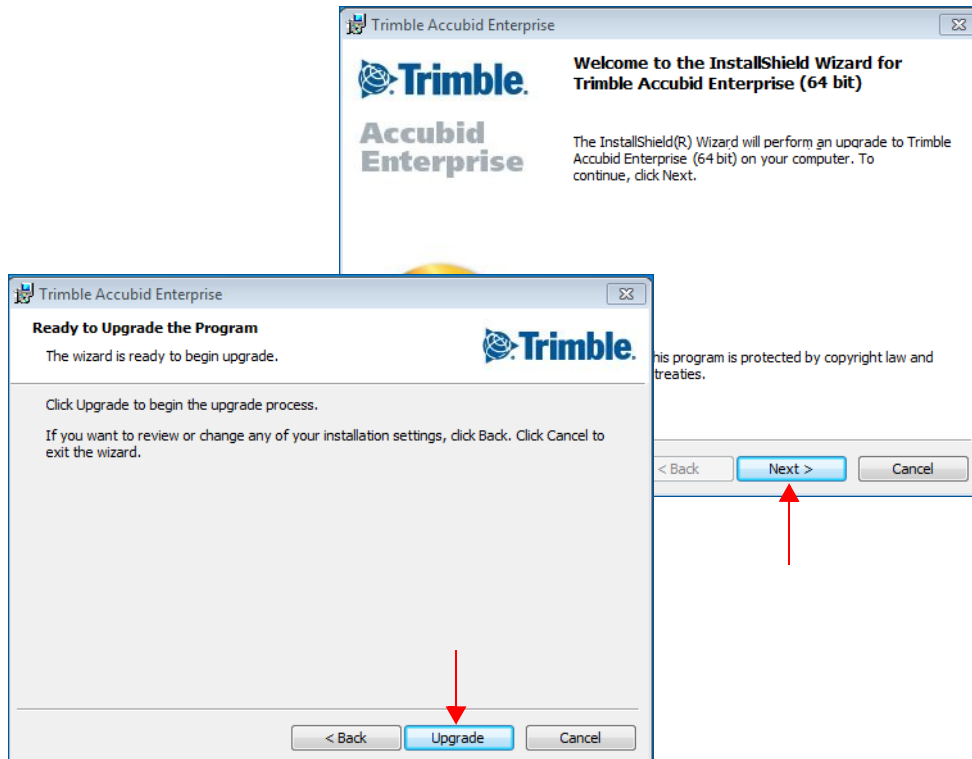 Trimble Accubid Enterprise
Trimble.
Accubid
Enterprise
Welcome to the InstallShield Wizard for
Trimble Accubid Enterprise (64 bit)
The InstallShield(R) Wizard will perform an upgrade to Trimble
Accubid Enterprise (64 bit) on your computer. To
continue, click Next.
his program is protected by copyright law and
treaties.
< Back
Next >
Cancel
Trimble Accubid Enterprise
Ready to Upgrade the Program
The wizard is ready to begin upgrade.
Trimble.
Click Upgrade to begin the upgrade process.
If you want to review or change any of your installation settings, click Back. Click Cancel to
exit the wizard.
< Back
Upgrade
Cancel